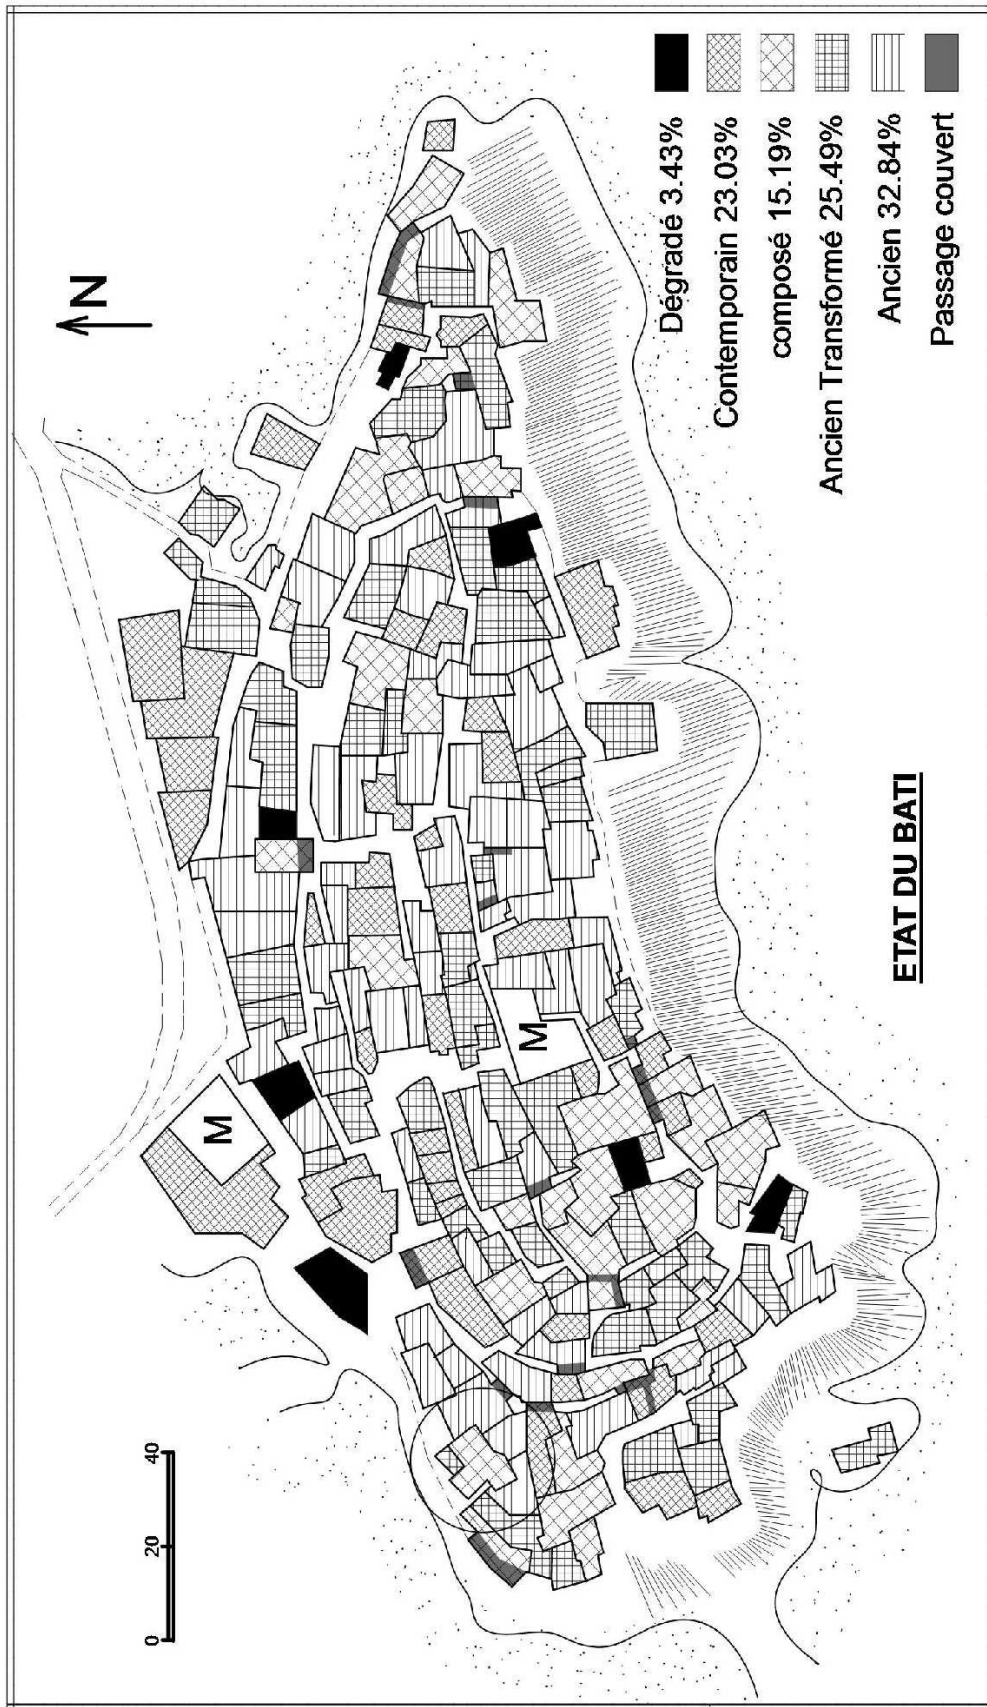 N
M
M
0 20 40
ETAT DU BATI
Dégradé 3.43%
Contemporain 23.03%
composé 15.19%
Ancien Transformé 25.49%
Ancien 32.84%
Passage couvert